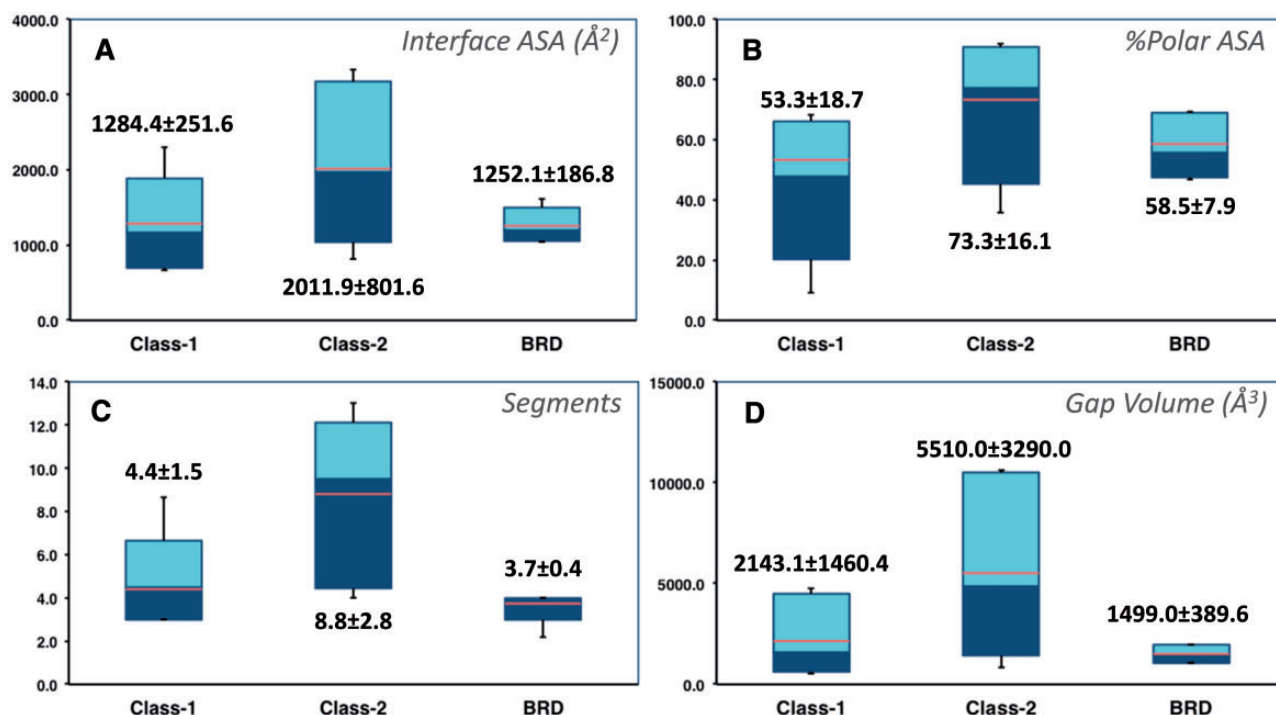 A
Interface ASA (Å²)
4000.0
3000.0
2000.0
1000.0
0.0
1284.4±251.6
2011.9±801.6
1252.1±186.8
Class-1 Class-2 BRD
B
%Polar ASA
100.0
80.0
60.0
40.0
20.0
0.0
53.3±18.7
73.3±16.1
58.5±7.9
Class-1 Class-2 BRD
C
Segments
14.0
12.0
10.0
8.0
6.0
4.0
2.0
0.0
4.4±1.5
8.8±2.8
3.7±0.4
Class-1 Class-2 BRD
D
Gap Volume (Å³)
15000.0
10000.0
5000.0
0.0
2143.1±1460.4
5510.0±3290.0
1499.0±389.6
Class-1 Class-2 BRD